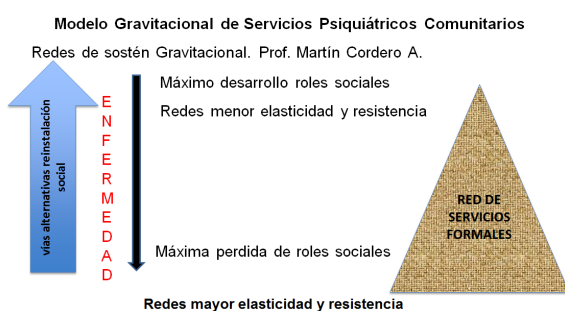 Modelo Gravitacional de Servicios Psiquiátricos Comunitarios
Redes de sostén Gravitacional. Prof. Martín Cordero A.
vías alternativas reinstalación
social
ENFERMEDAD
Máximo desarrollo roles sociales
Redes menor elasticidad y resistencia
Máxima perdida de roles sociales
RED DE
SERVICIOS
FORMALES
Redes mayor elasticidad y resistencia